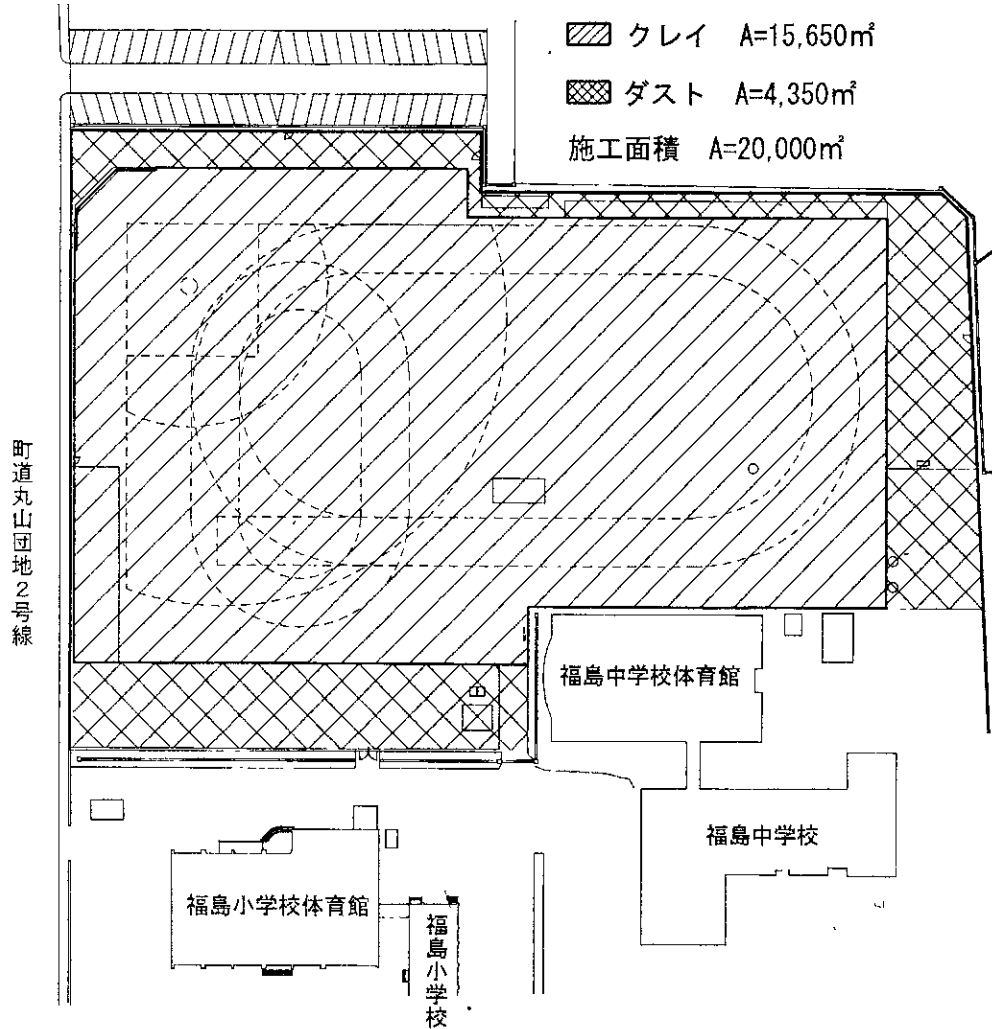 クレイ A=15,650㎡
ダスト A=4,350㎡
施工面積 A=20,000㎡
町道丸山団地2号線
福島中学校体育館
福島中学校
福島小学校体育館
福島小学校